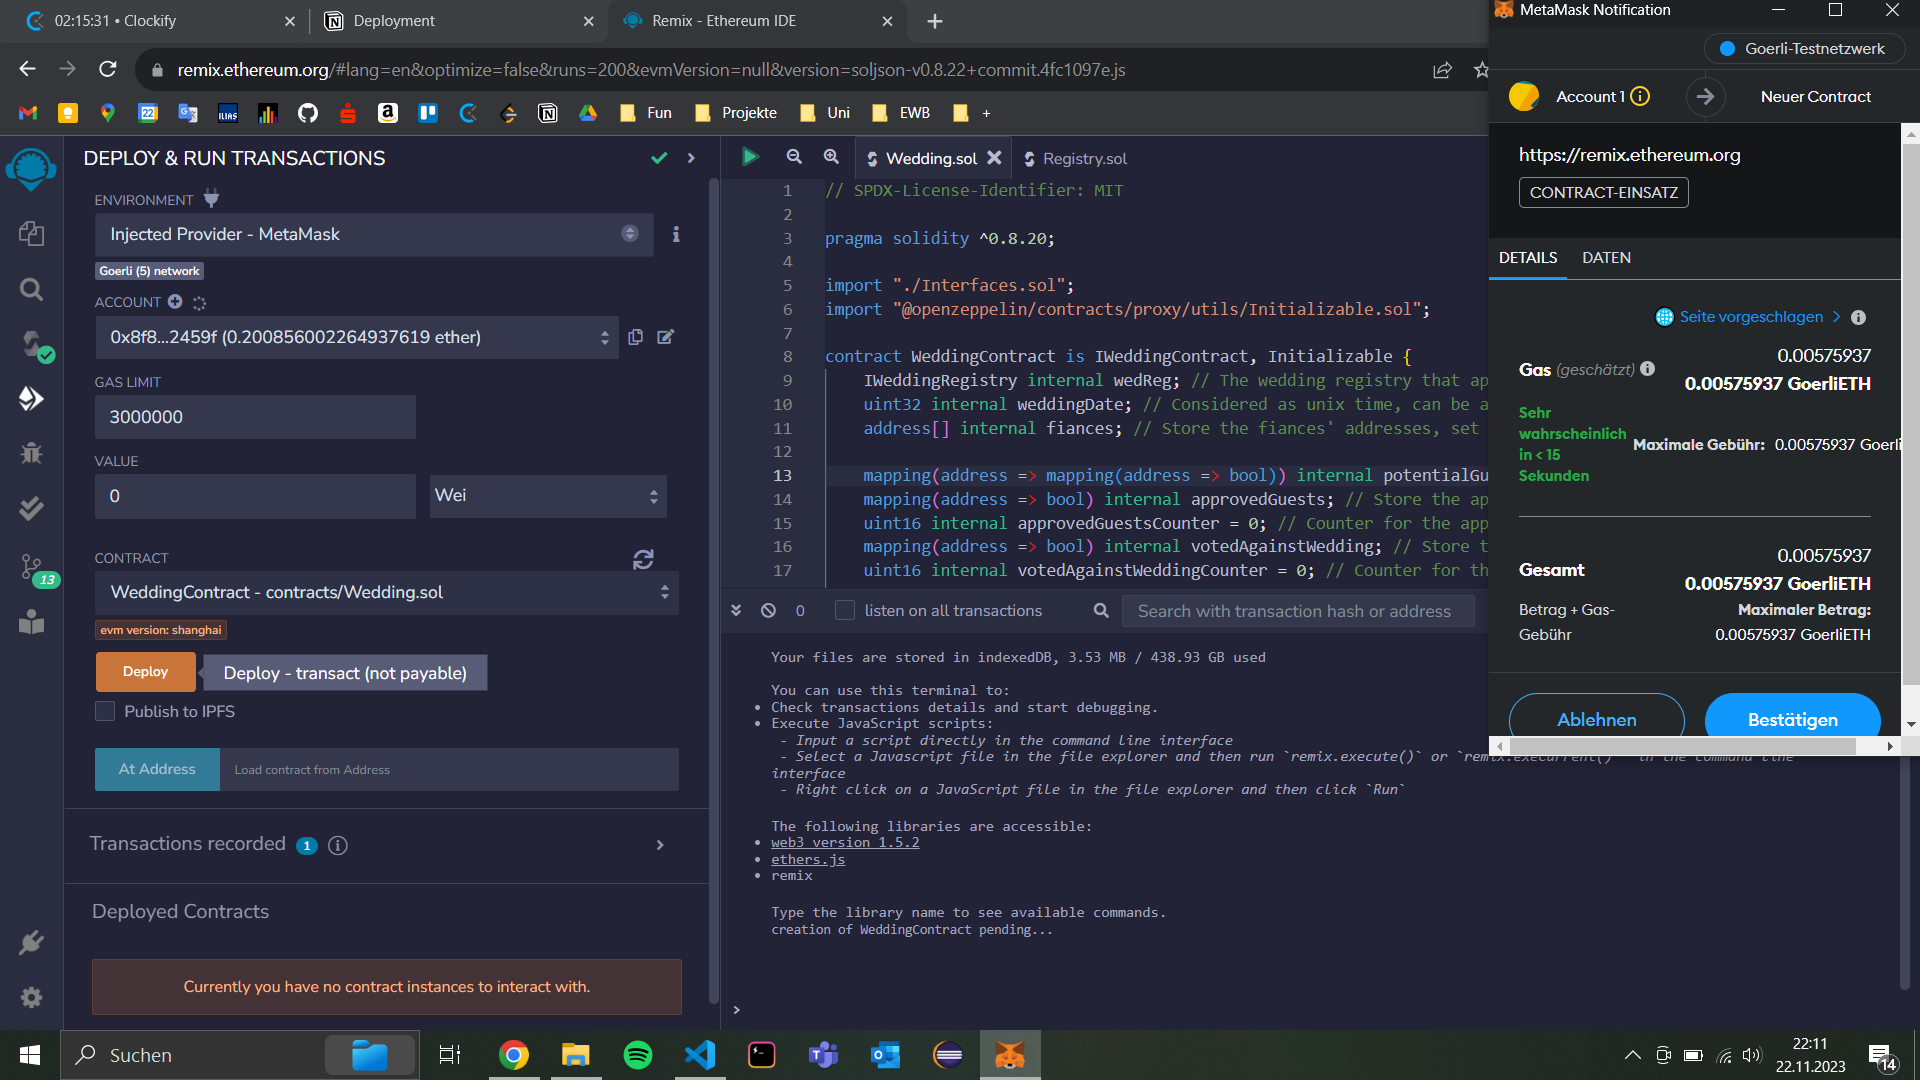 02:15:31 • Clockify
Deployment
Remix - Ethereum IDE
remix.ethereum.org/#lang=en&optimize=false&runs=200&evmVersion=null&version=soljson-v0.8.22+commit.4fc1097e.js
22
ILIAS
Fun
Projekte
Uni
EWB
+
DEPLOY & RUN TRANSACTIONS
ENVIRONMENT
Injected Provider - MetaMask
Goerli (5) network
ACCOUNT
0x8f8...2459f (0.200856002264937619 ether)
GAS LIMIT
3000000
VALUE
0
Wei
CONTRACT
WeddingContract - contracts/Wedding.sol
evm version: shanghai
Deploy
Deploy - transact (not payable)
Publish to IPFS
At Address
Load contract from Address
Transactions recorded 1
Deployed Contracts
Currently you have no contract instances to interact with.
13
Wedding.sol
Registry.sol
1 // SPDX-License-Identifier: MIT
2
3 pragma solidity ^0.8.20;
4
5 import "./Interfaces.sol";
6 import "@openzeppelin/contracts/proxy/utils/Initializable.sol";
7
8 contract WeddingContract is IWeddingContract, Initializable {
9 IWeddingRegistry internal wedReg; // The wedding registry that ap
10 uint32 internal weddingDate; // Considered as unix time, can be a
11 address[] internal fiances; // Store the fiances' addresses, set
12
13 mapping(address => mapping(address => bool)) internal potentialGu
14 mapping(address => bool) internal approvedGuests; // Store the ap
15 uint16 internal approvedGuestsCounter = 0; // Counter for the app
16 mapping(address => bool) internal votedAgainstWedding; // Store t
17 uint16 internal votedAgainstWeddingCounter = 0; // Counter for th
0
listen on all transactions
Search with transaction hash or address
Your files are stored in indexedDB, 3.53 MB / 438.93 GB used
You can use this terminal to:
• Check transactions details and start debugging.
• Execute JavaScript scripts:
- Input a script directly in the command line interface
- Select a Javascript file in the file explorer and then run `remix.execute()` or `remix.exeCurrent()` in the command line
interface
- Right click on a JavaScript file in the file explorer and then click `Run`
The following libraries are accessible:
• web3 version 1.5.2
• ethers.js
• remix
Type the library name to see available commands.
creation of WeddingContract pending...
>
MetaMask Notification
Goerli-Testnetzwerk
Account 1
Neuer Contract
https://remix.ethereum.org
CONTRACT-EINSATZ
DETAILS
DATEN
Seite vorgeschlagen
Gas (geschätzt)
0.00575937
0.00575937 GoerliETH
Sehr
wahrscheinlich
in < 15
Sekunden
Maximale Gebühr: 0.00575937 Goerli
Gesamt
0.00575937
0.00575937 GoerliETH
Betrag + Gas-
Gebühr
Maximaler Betrag:
0.00575937 GoerliETH
Ablehnen
Bestätigen
Suchen
22:11
22.11.2023
14